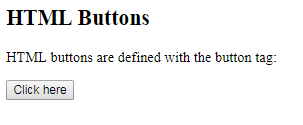 HTML Buttons
HTML buttons are defined with the button tag:
Click here